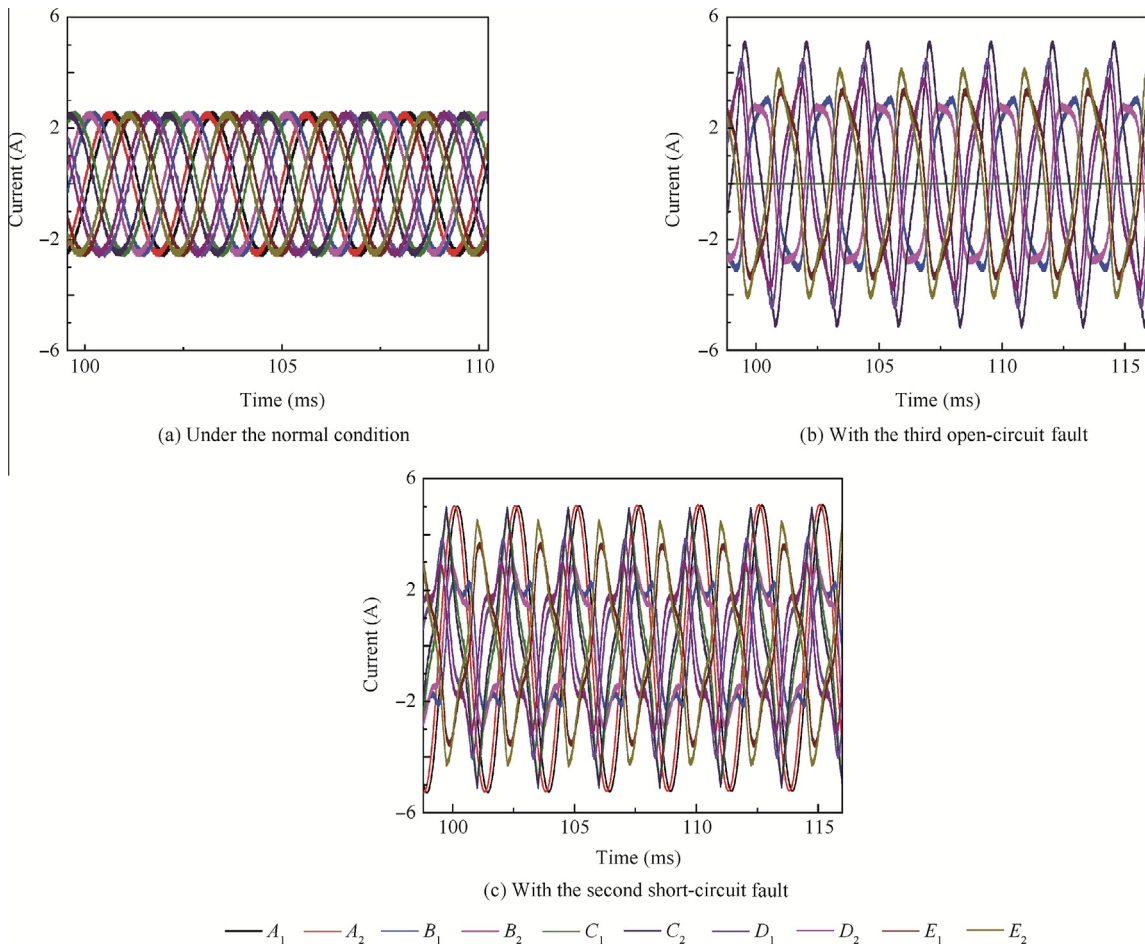 6
2
−2
−6
Current (A)
100
105
110
Time (ms)
(a) Under the normal condition
6
2
−2
−6
Current (A)
100
105
110
115
Time (ms)
(b) With the third open-circuit fault
6
2
−2
−6
Current (A)
100
105
110
115
Time (ms)
(c) With the second short-circuit fault
A₁ A₂ B₁ B₂ C₁ C₂ D₁ D₂ E₁ E₂